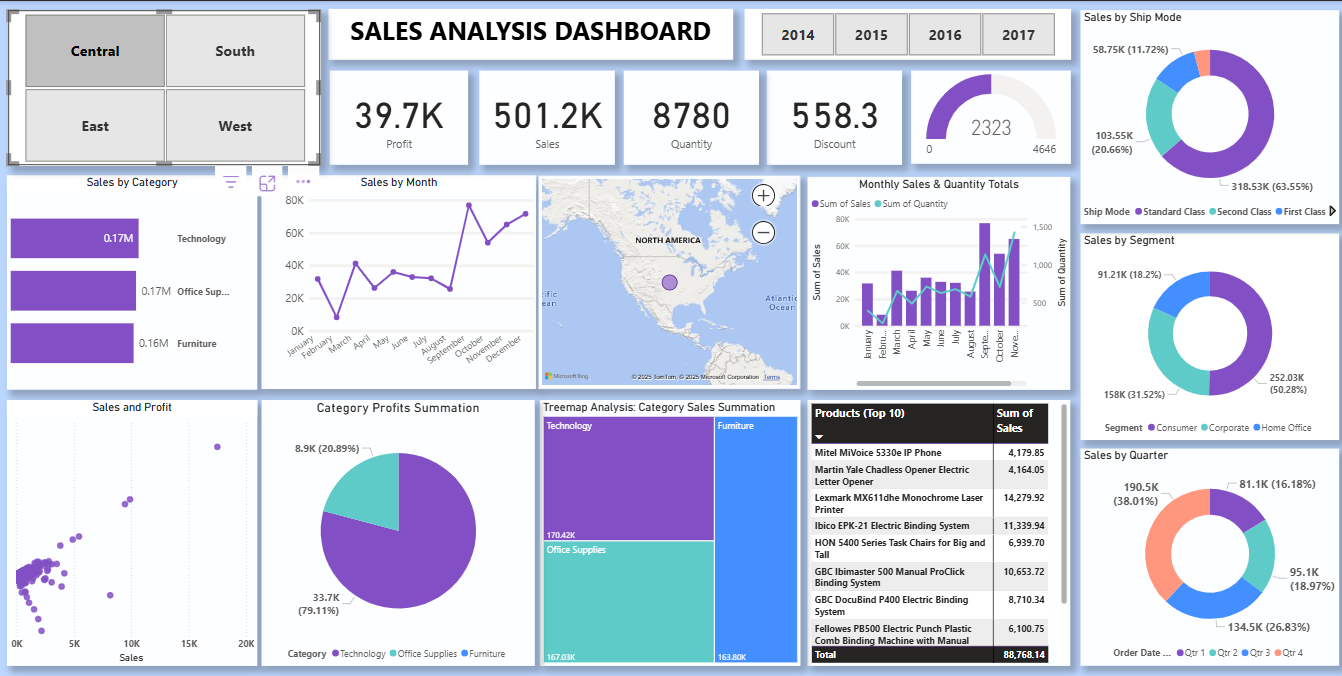 Central
South
East
West
SALES ANALYSIS DASHBOARD
2014
2015
2016
2017
39.7K
Profit
501.2K
Sales
8780
Quantity
558.3
Discount
2323
0
4646
Sales by Ship Mode
58.75K (11.72%)
103.55K
(20.66%)
318.53K (63.55%)
Ship Mode
Standard Class
Second Class
First Class
Sales by Category
0.17M
Technology
0.17M
Office Sup...
0.16M
Furniture
Sales by Month
80K
60K
40K
20K
0K
January
February
March
April
May
June
July
August
September
October
November
December
NORTH AMERICA
ific
ean
Atlantic
Ocean
Microsoft Bing
© 2025 TomTom, © 2025 Microsoft Corporation
Terms
Monthly Sales & Quantity Totals
Sum of Sales
Sum of Quantity
80K
60K
40K
20K
0K
Sum of Sales
1,500
1,000
500
Sum of Quantity
January
Febru...
March
April
May
June
July
August
Septe...
October
Nove...
Sales by Segment
91.21K (18.2%)
158K (31.52%)
252.03K
(50.28%)
Segment
Consumer
Corporate
Home Office
Sales and Profit
0K
5K
10K
15K
20K
Sales
Category Profits Summation
8.9K (20.89%)
33.7K
(79.11%)
Category
Technology
Office Supplies
Furniture
Treemap Analysis: Category Sales Summation
Technology
170.42K
Office Supplies
167.03K
Furniture
163.80K
Products (Top 10)
Sum of
Sales
Mitel MiVoice 5330e IP Phone
4,179.85
Martin Yale Chadless Opener Electric
Letter Opener
4,164.05
Lexmark MX611dhe Monochrome Laser
Printer
14,279.92
Ibico EPK-21 Electric Binding System
11,339.94
HON 5400 Series Task Chairs for Big and
Tall
6,939.70
GBC Ibimaster 500 Manual ProClick
Binding System
10,653.72
GBC DocuBind P400 Electric Binding
System
8,710.34
Fellowes PB500 Electric Punch Plastic
Comb Binding Machine with Manual
6,100.75
Total
88,768.14
Sales by Quarter
190.5K
(38.01%)
81.1K (16.18%)
95.1K
(18.97%)
134.5K (26.83%)
Order Date ...
Qtr 1
Qtr 2
Qtr 3
Qtr 4